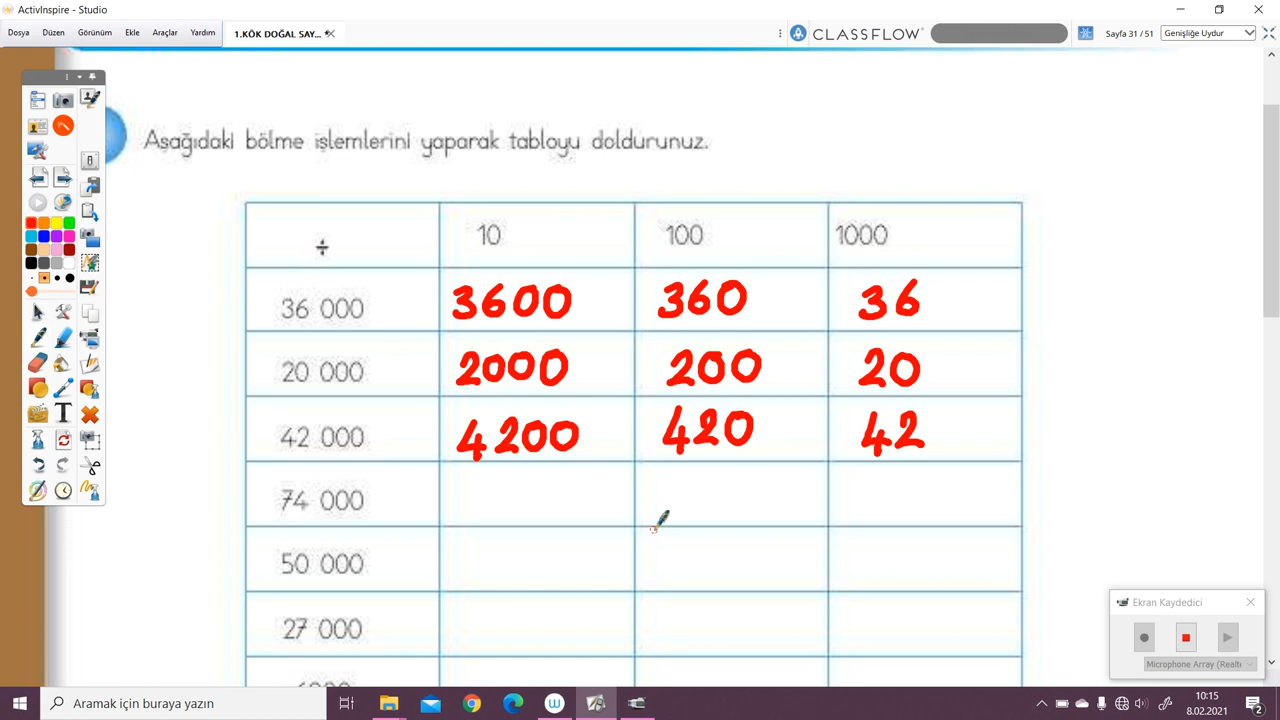 ActivInspire - Studio
Dosya Düzen Görünüm Ekle Araçlar Yardım
1.KÖK DOĞAL SAY...
CLASSFLOW
Sayfa 31 / 51
Genişliğe Uydur
Aşağıdaki bölme işlemlerini yaparak tabloyu doldurunuz.
÷ 10 100 1000
36 000 3600 360 36
20 000 2000 200 20
42 000 4200 420 42
74 000
50 000
27 000
Ekran Kaydedici
Microphone Array (Realte
Aramak için buraya yazın
10:15
8.02.2021